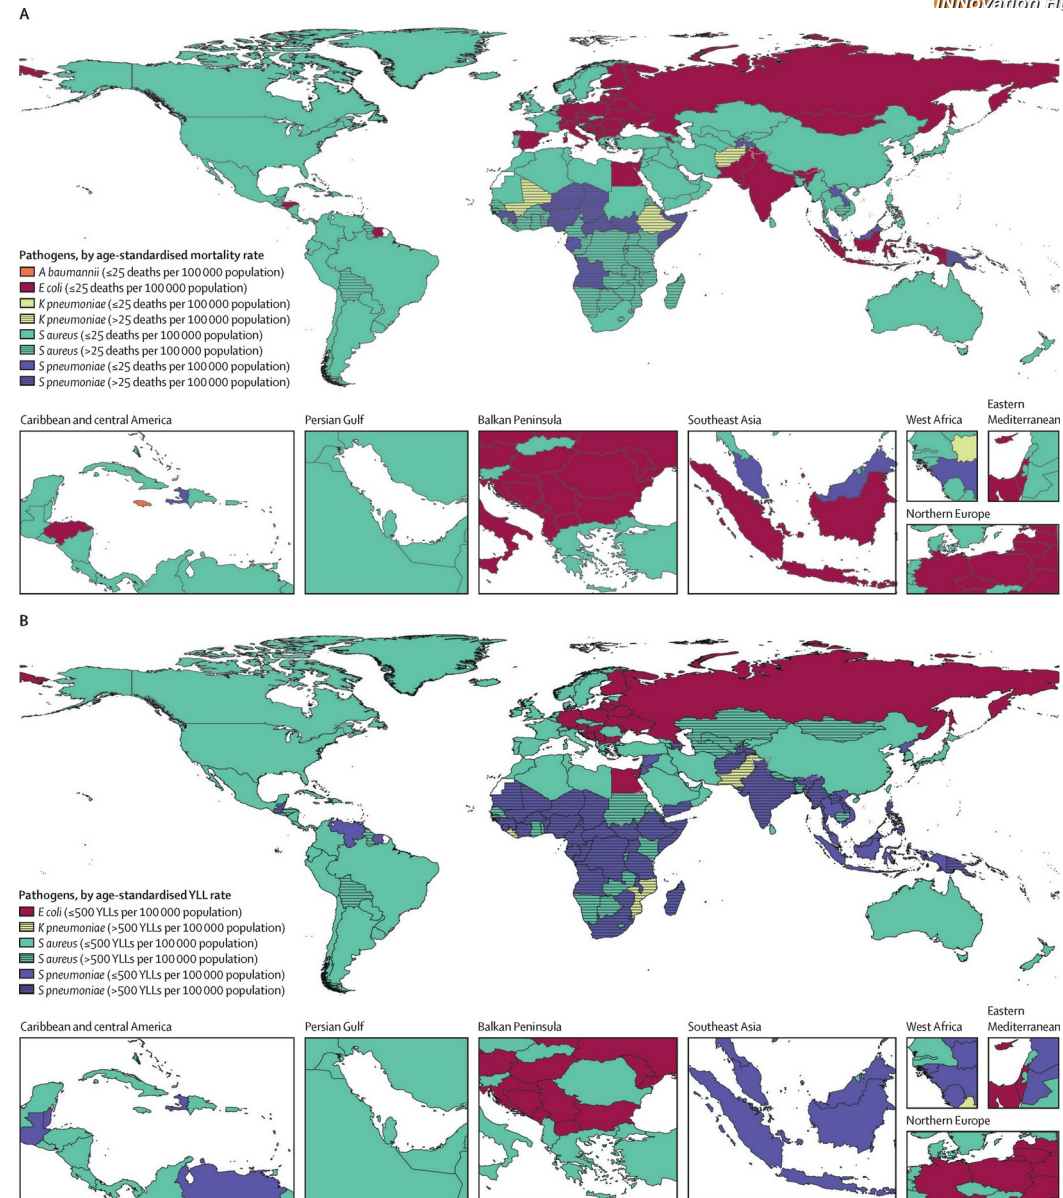 INNovation H
A
Pathogens, by age-standardised mortality rate
A baumannii (≤25 deaths per 100 000 population)
E coli (≤25 deaths per 100 000 population)
K pneumoniae (≤25 deaths per 100 000 population)
K pneumoniae (>25 deaths per 100 000 population)
S aureus (≤25 deaths per 100 000 population)
S aureus (>25 deaths per 100 000 population)
S pneumoniae (≤25 deaths per 100 000 population)
S pneumoniae (>25 deaths per 100 000 population)
Caribbean and central America
Persian Gulf
Balkan Peninsula
Southeast Asia
West Africa
Eastern
Mediterranean
Northern Europe
B
Pathogens, by age-standardised YLL rate
E coli (≤500 YLLs per 100 000 population)
K pneumoniae (>500 YLLs per 100 000 population)
S aureus (≤500 YLLs per 100 000 population)
S aureus (>500 YLLs per 100 000 population)
S pneumoniae (≤500 YLLs per 100 000 population)
S pneumoniae (>500 YLLs per 100 000 population)
Caribbean and central America
Persian Gulf
Balkan Peninsula
Southeast Asia
West Africa
Eastern
Mediterranean
Northern Europe